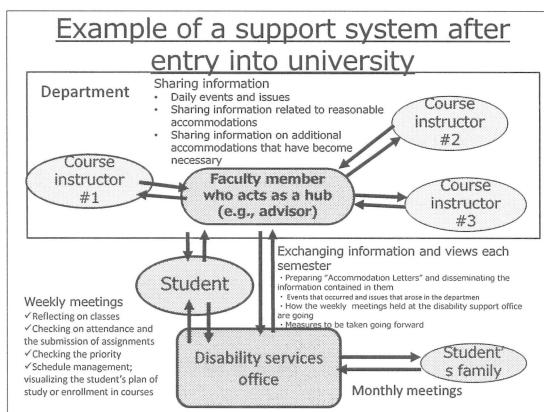 Example of a support system after
entry into university
Department
Sharing information
• Daily events and issues
• Sharing information related to reasonable
accommodations
• Sharing information on additional
accommodations that have become
necessary
Course
instructor
#2
Course
instructor
#1
Faculty member
who acts as a hub
(e.g., advisor)
Course
instructor
#3
Student
Exchanging information and views each
semester
・Preparing "Accommodation Letters" and disseminating the
information contained in them
・Events that occurred and issues that arose in the departmen
・How the weekly meetings held at the disability support office
are going
・Measures to be taken going forward
Weekly meetings
✓Reflecting on classes
✓Checking on attendance and
the submission of assignments
✓Checking the priority
✓Schedule management;
visualizing the student's plan of
study or enrollment in courses
Disability services
office
Student'
s family
Monthly meetings